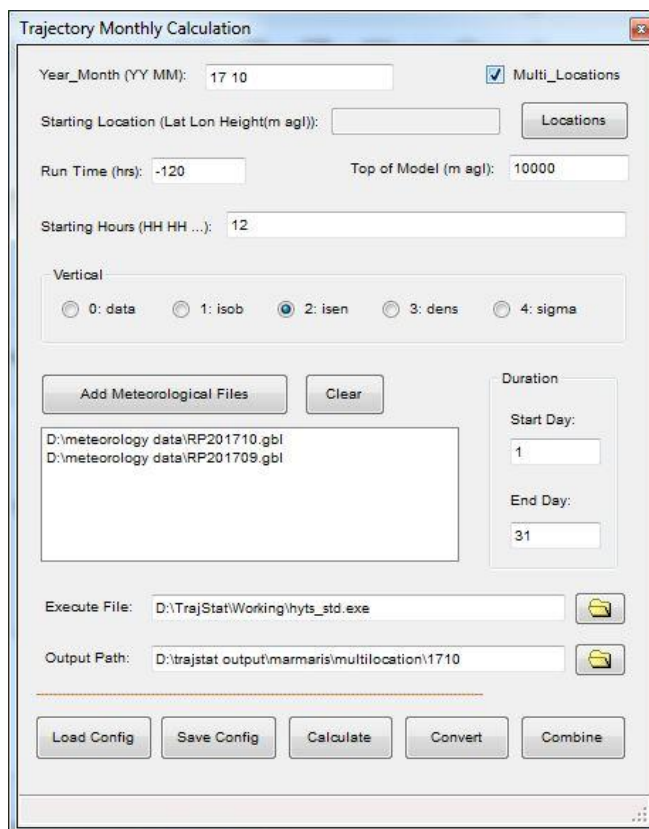 Trajectory Monthly Calculation
Year_Month (YY MM): 17 10 Multi_Locations
Starting Location (Lat Lon Height(m agl)): Locations
Run Time (hrs): -120 Top of Model (m agl): 10000
Starting Hours (HH HH ...): 12
Vertical
0: data 1: isob 2: isen 3: dens 4: sigma
Add Meteorological Files Clear Duration
Start Day:
D:\meteorology data\RP201710.gbl
D:\meteorology data\RP201709.gbl
1
End Day:
31
Execute File: D:\TrajStat\Working\hyts_std.exe
Output Path: D:\trajstat output\marmaris\multilocation\1710
Load Config Save Config Calculate Convert Combine